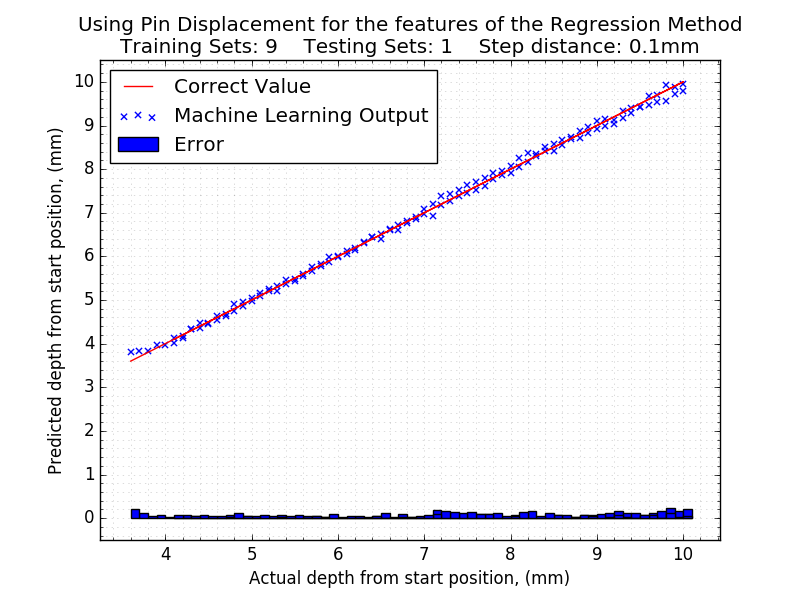 Using Pin Displacement for the features of the Regression Method
Training Sets: 9 Testing Sets: 1 Step distance: 0.1mm
Correct Value
Machine Learning Output
Error
Predicted depth from start position, (mm)
10
9
8
7
6
5
4
3
2
1
0
4 5 6 7 8 9 10
Actual depth from start position, (mm)